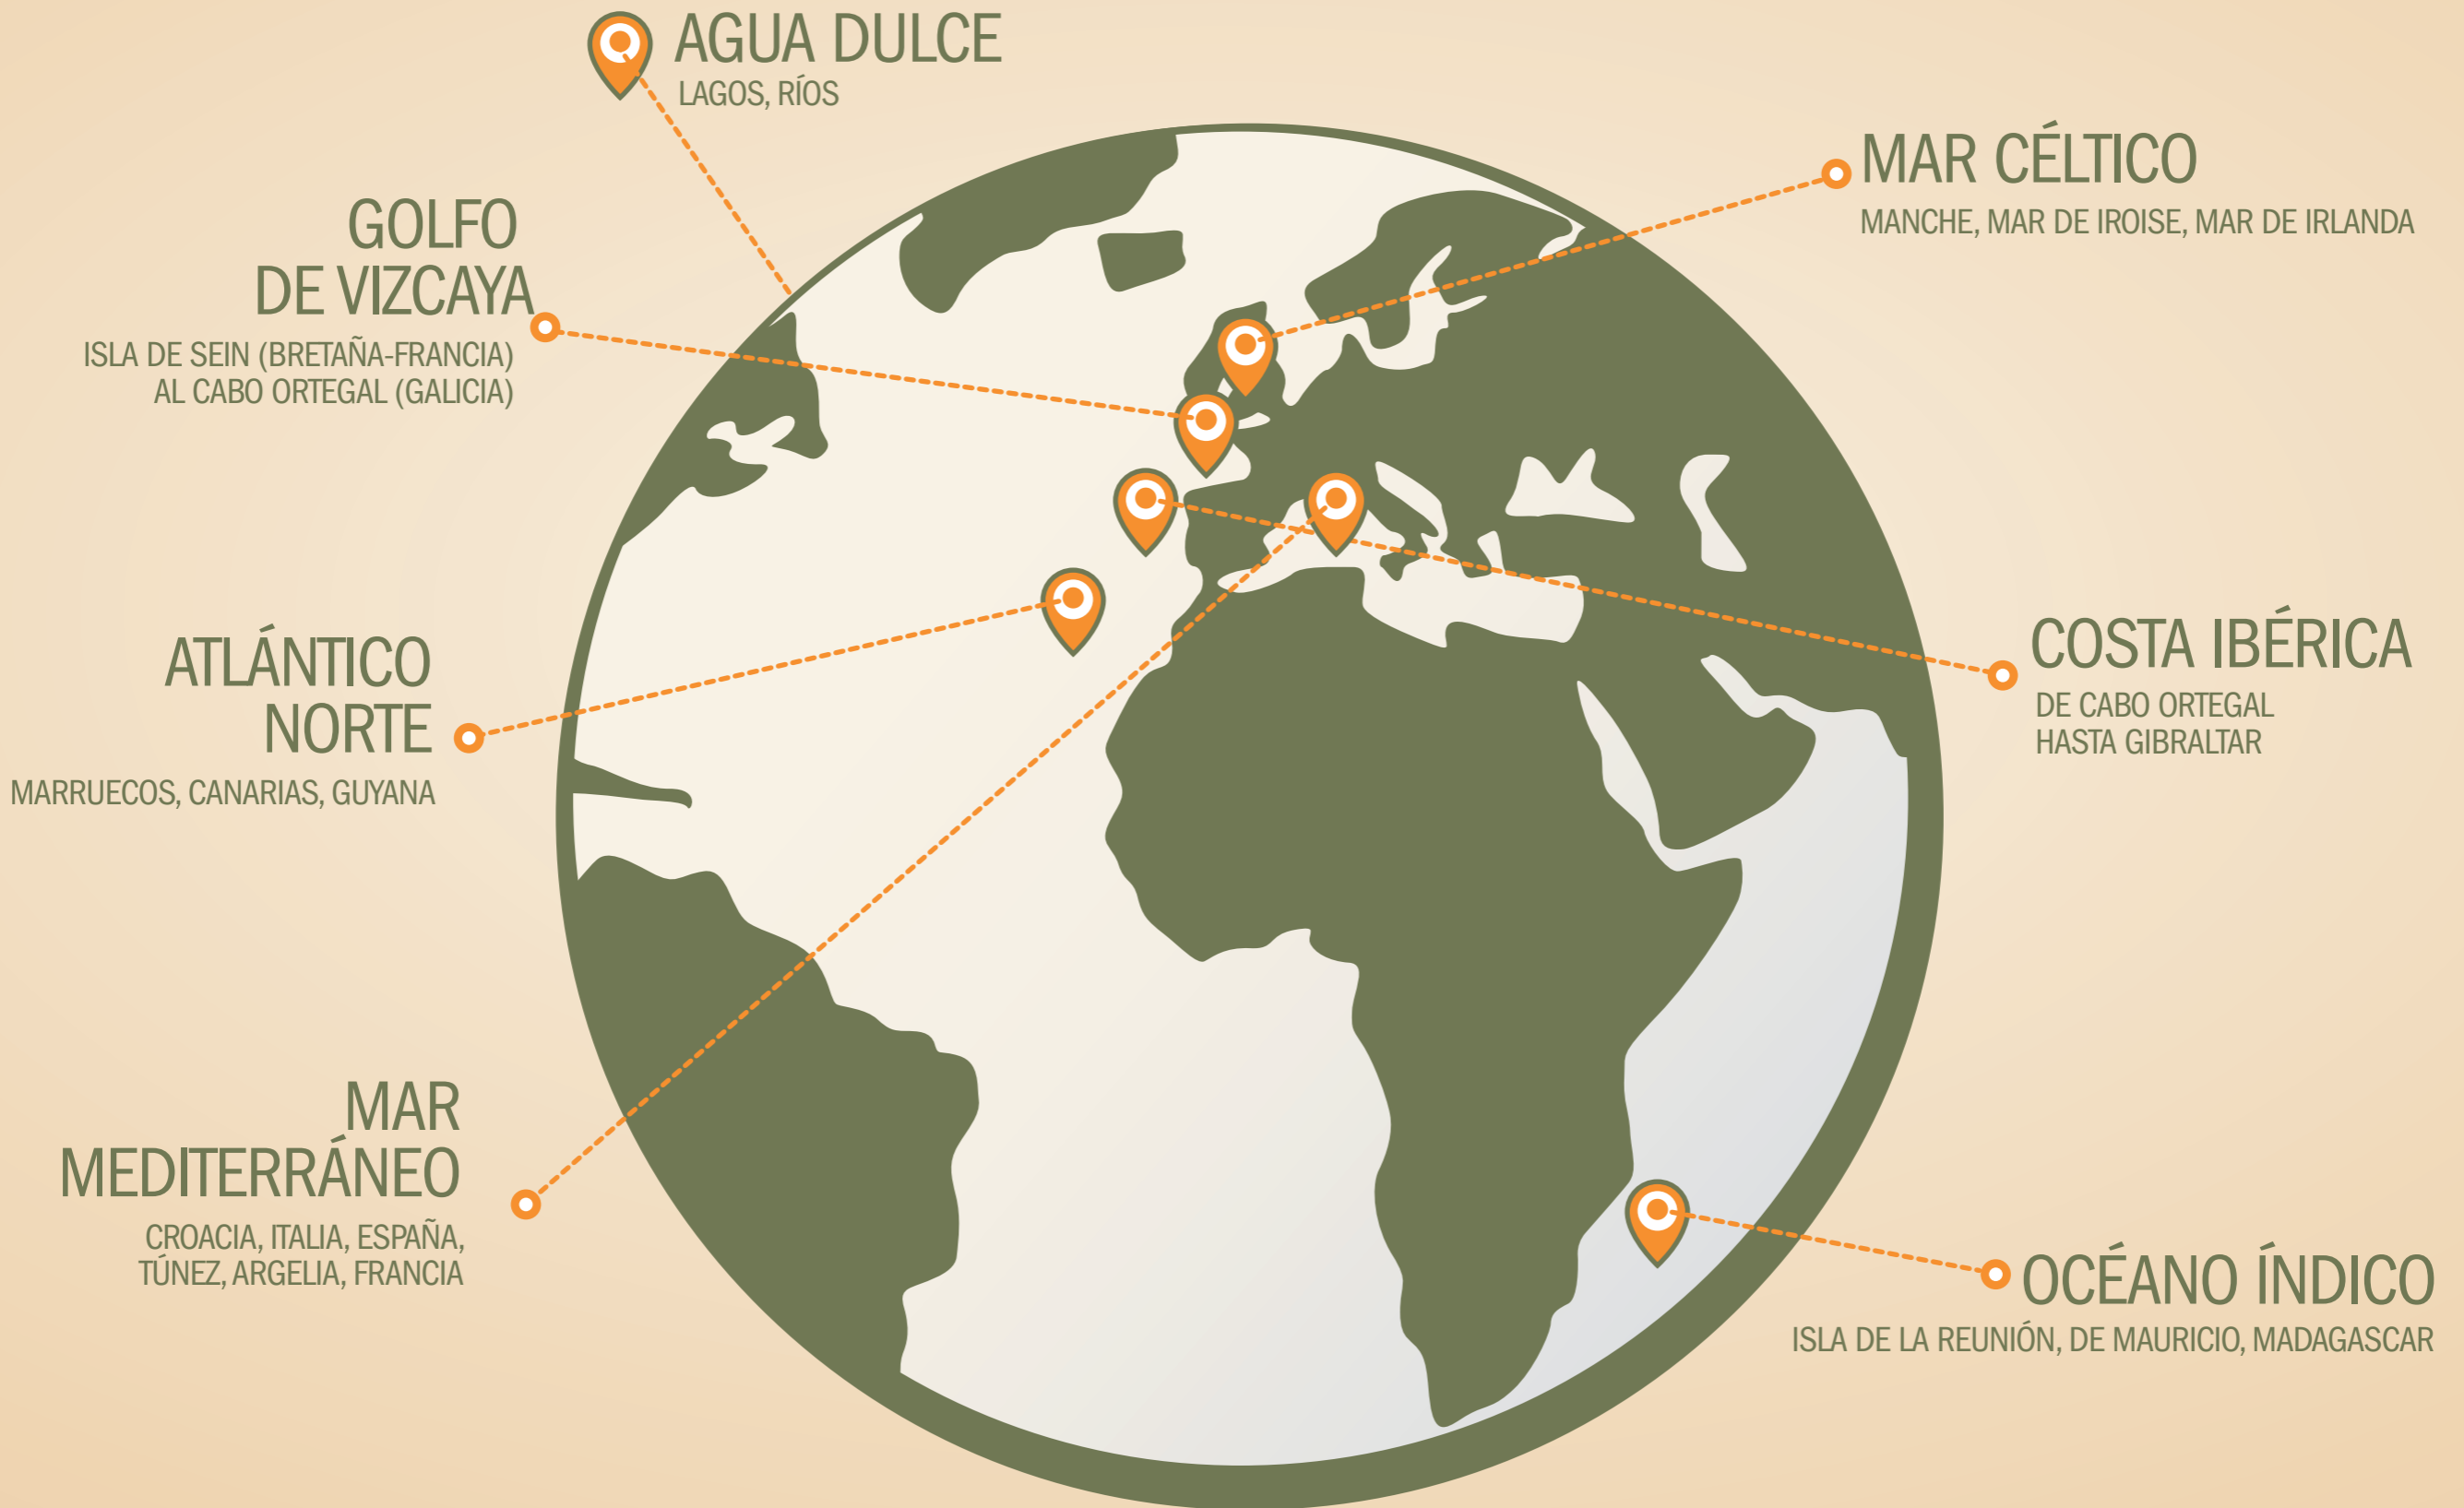 AGUA DULCE
LAGOS, RÍOS
MAR CÉLTICO
MANCHE, MAR DE IROISE, MAR DE IRLANDA
GOLFO
DE VIZCAYA
ISLA DE SEIN (BRETAÑA-FRANCIA)
AL CABO ORTEGAL (GALICIA)
ATLÁNTICO
NORTE
MARRUECOS, CANARIAS, GUYANA
COSTA IBÉRICA
DE CABO ORTEGAL
HASTA GIBRALTAR
MAR
MEDITERRÁNEO
CROACIA, ITALIA, ESPAÑA,
TÚNEZ, ARGELIA, FRANCIA
OCÉANO ÍNDICO
ISLA DE LA REUNIÓN, DE MAURICIO, MADAGASCAR